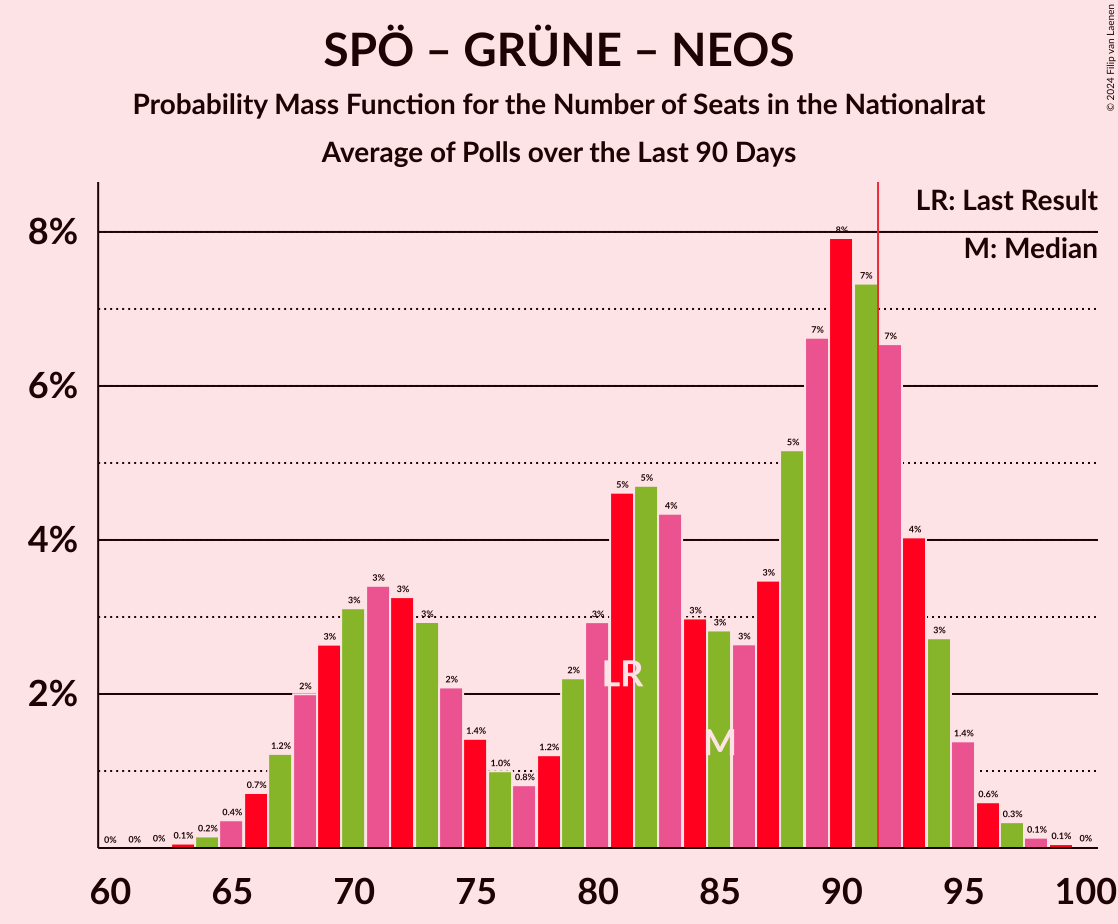 SPÖ – GRÜNE – NEOS
Probability Mass Function for the Number of Seats in the Nationalrat
Average of Polls over the Last 90 Days
© 2024 Filip van Laenen
LR: Last Result
M: Median
8%
6%
4%
2%
0% 0% 0% 0.1% 0.2% 0.4% 0.7% 1.2% 2% 3% 3% 3% 3% 3% 2% 1.4% 1.0% 0.8% 1.2% 2% 3% 5% 5% 4% 3% 3% 3% 3% 5% 7% 8% 7% 7% 4% 3% 1.4% 0.6% 0.3% 0.1% 0.1% 0%
LR
M
60 65 70 75 80 85 90 95 100